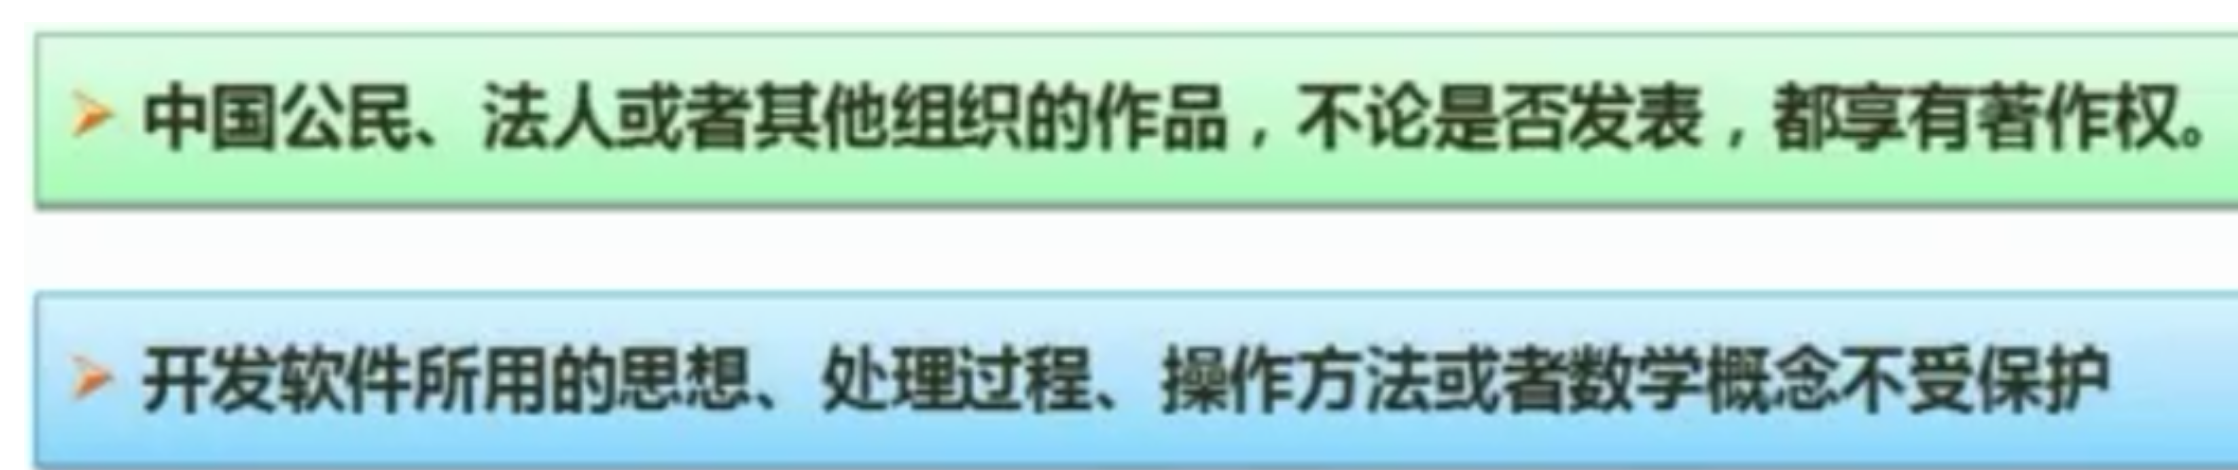 中国公民、法人或者其他组织的作品，不论是否发表，都享有著作权。
开发软件所用的思想、处理过程、操作方法或者数学概念不受保护